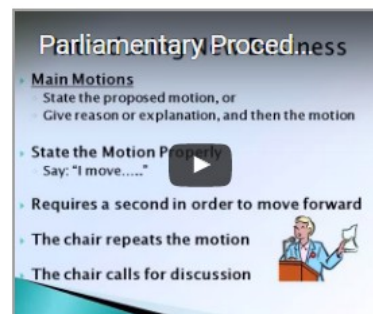 Parliamentary Proced...
Business
Main Motions
State the proposed motion, or
Give reason or explanation, and then the motion
State the Motion Properly
Say: “I move.....”
Requires a second in order to move forward
The chair repeats the motion
The chair calls for discussion